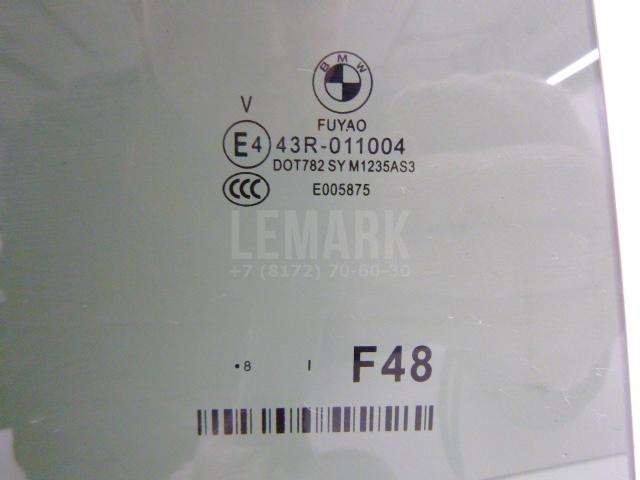 BMW
V
FUYAO
E4 43R-011004
DOT782 SY M1235AS3
CCC E005875
LEMARK
+7 (8172) 70-60-30
•8 I F48